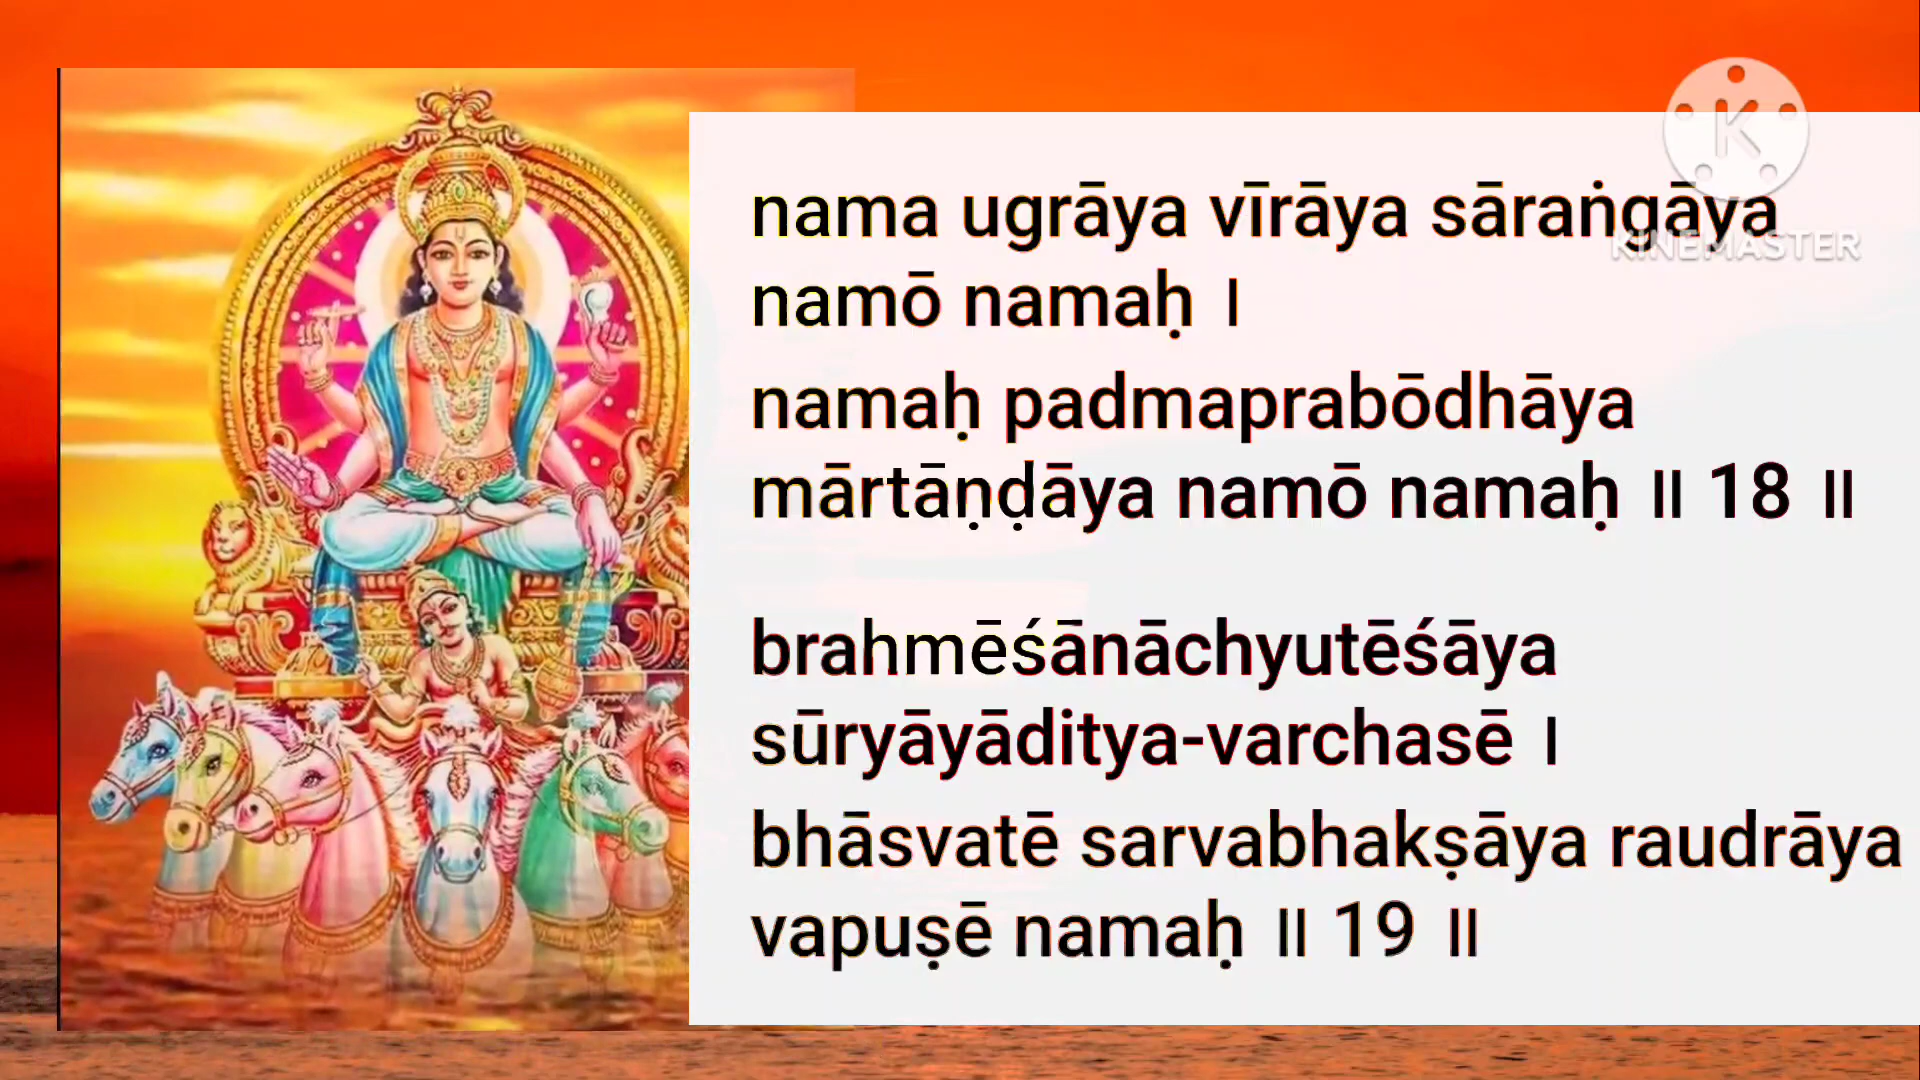 K
KINEMASTER
nama ugrāya vīrāya sāraṅgāya
namō namaḥ ।
namaḥ padmaprabōdhāya
mārtāṇḍāya namō namaḥ ॥ 18 ॥
brahmēśānāchyutēśāya
sūryāyāditya-varchasē ।
bhāsvatē sarvabhakṣāya raudrāya
vapuṣē namaḥ ॥ 19 ॥